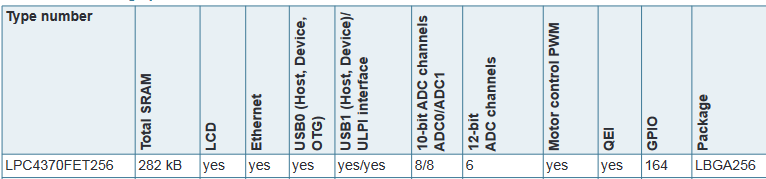 Type number
Total SRAM
LCD
Ethernet
USB0 (Host, Device,
OTG)
USB1 (Host, Device)/
ULPI interface
10-bit ADC channels
ADC0/ADC1
12-bit
ADC channels
Motor control PWM
QEI
GPIO
Package
LPC4370FET256 282 kB yes yes yes yes/yes 8/8 6 yes yes 164 LBGA256